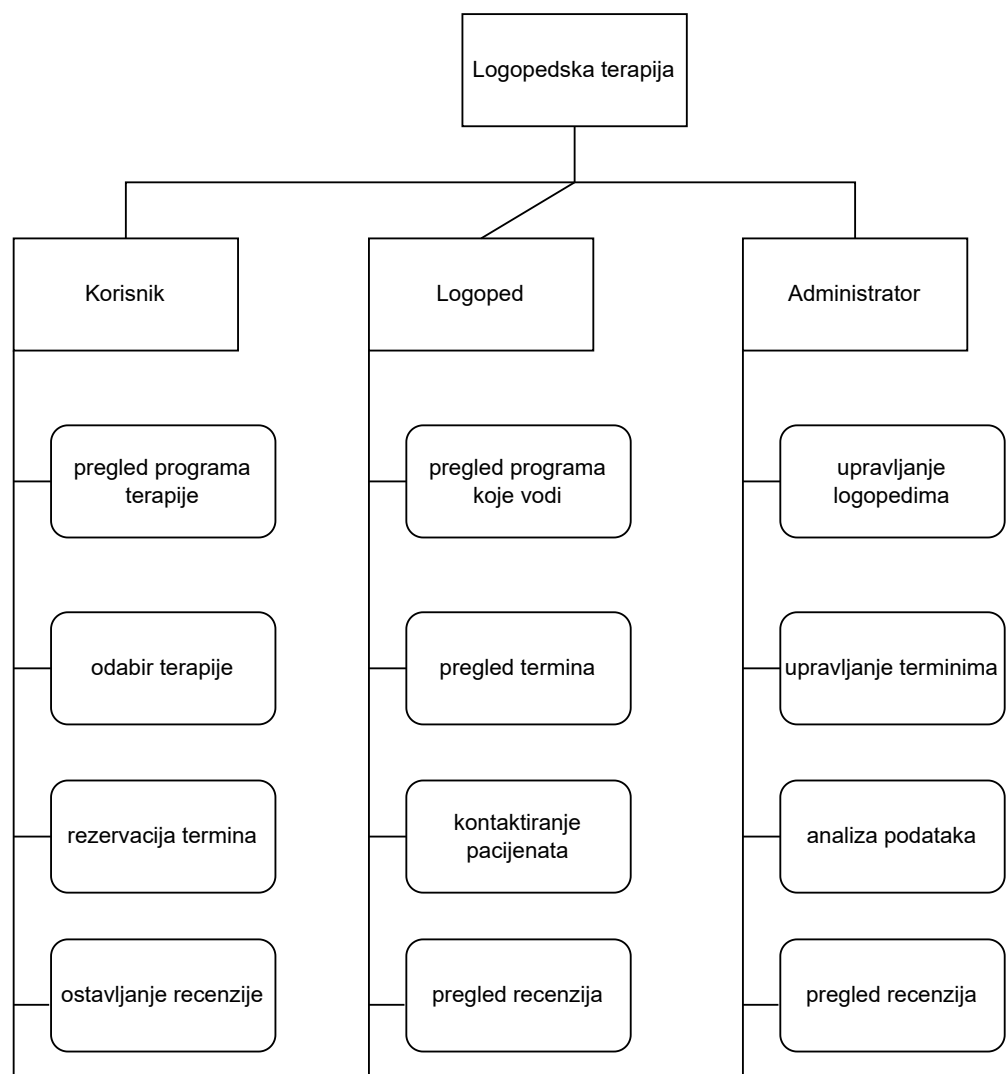 Logopedska terapija
Korisnik
Logoped
Administrator
pregled programa
terapije
pregled programa
koje vodi
upravljanje
logopedima
odabir terapije
pregled termina
upravljanje terminima
rezervacija termina
kontaktiranje
pacijenata
analiza podataka
ostavljanje recenzije
pregled recenzija
pregled recenzija